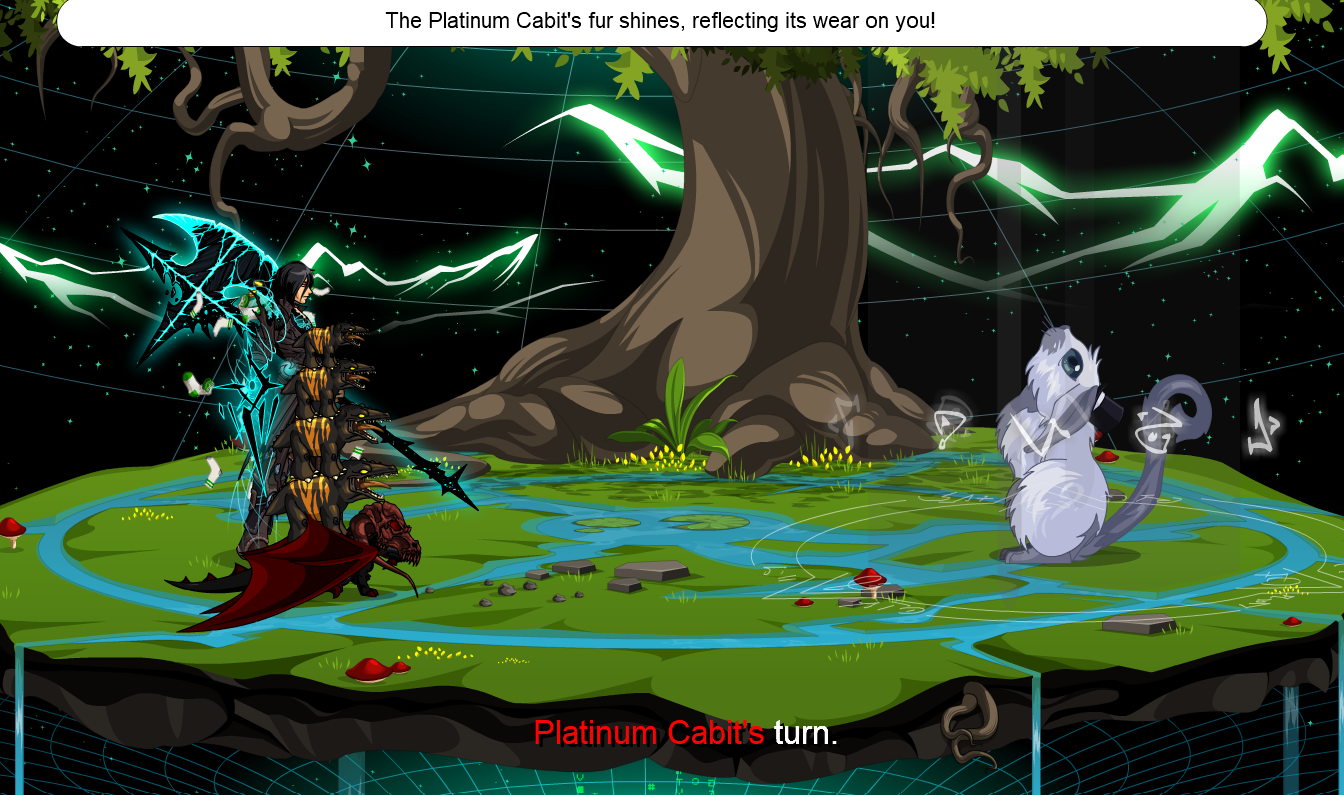 The Platinum Cabit's fur shines, reflecting its wear on you!
Platinum Cabit's turn.